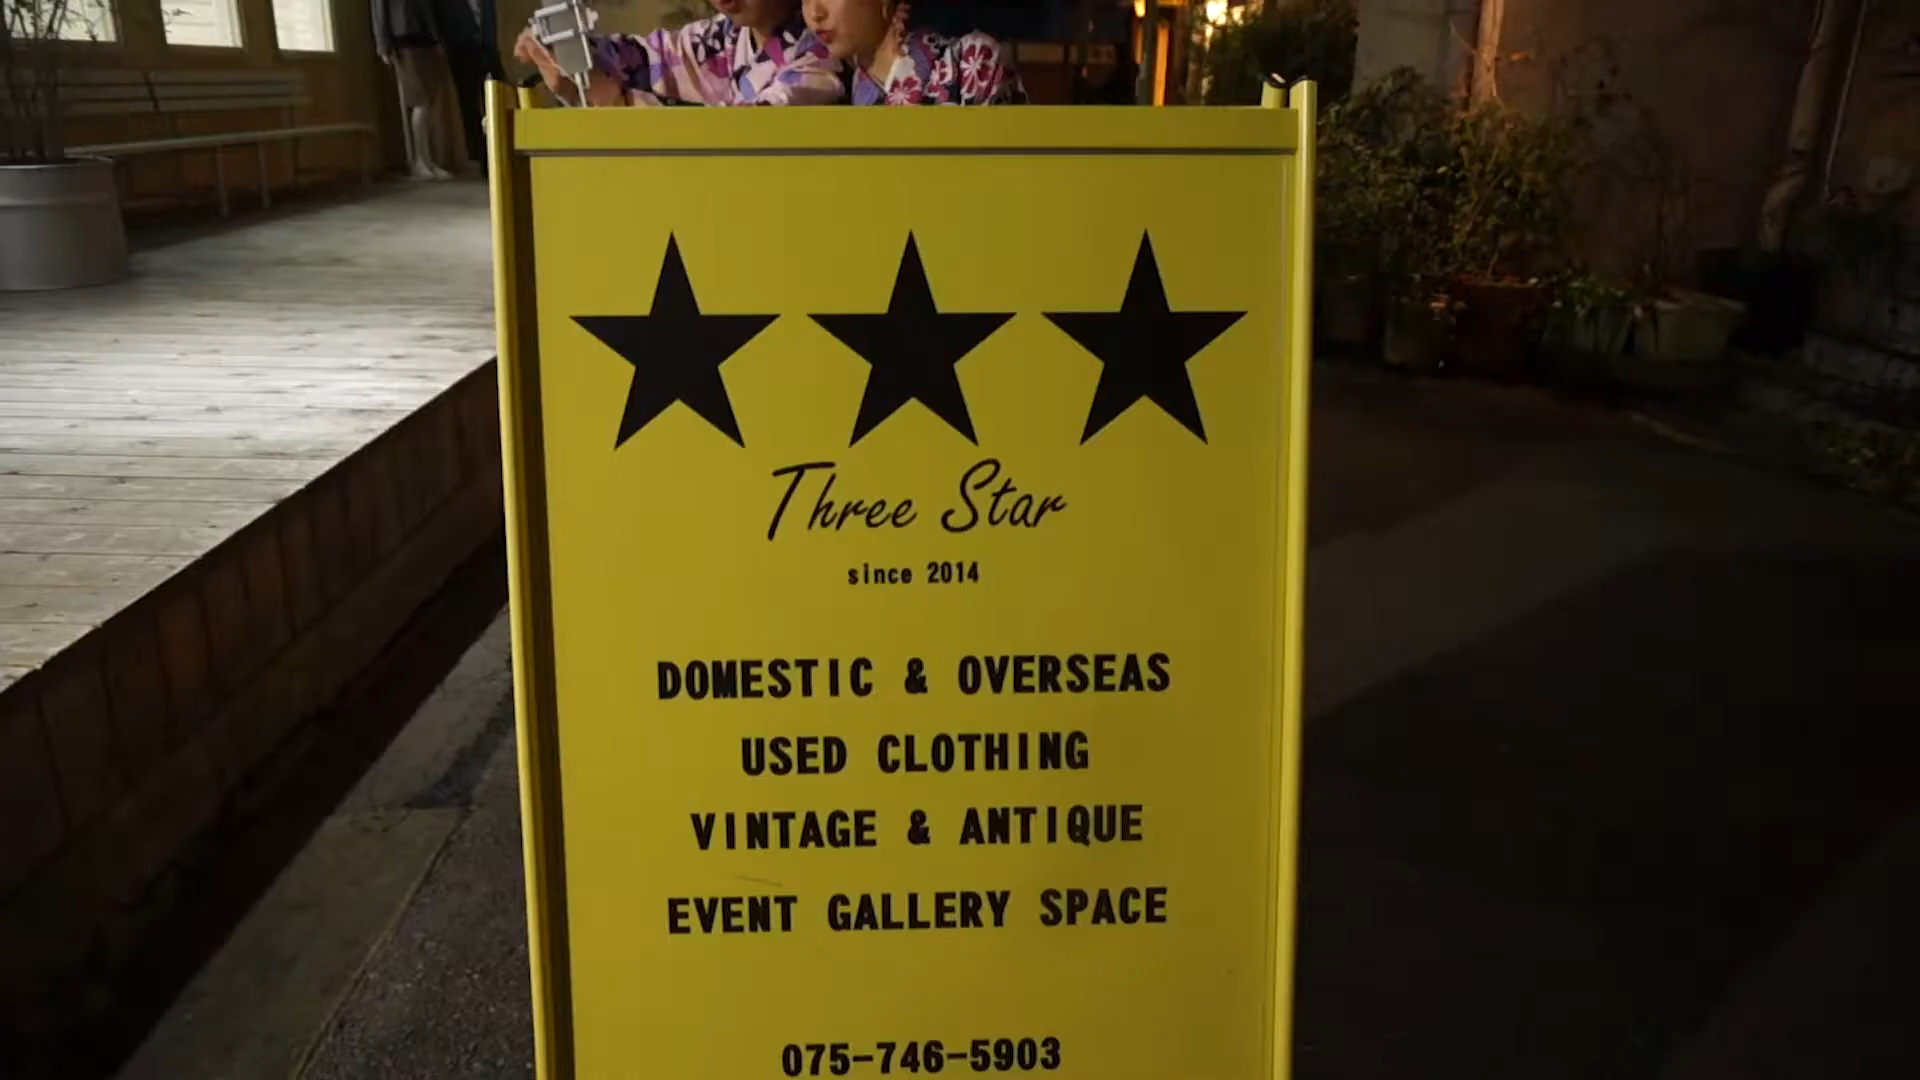 Three Star
since 2014
DOMESTIC & OVERSEAS
USED CLOTHING
VINTAGE & ANTIQUE
EVENT GALLERY SPACE
075-746-5903